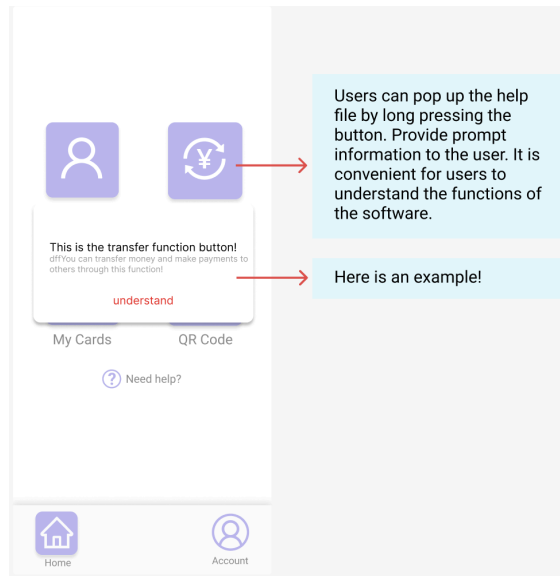 Users can pop up the help
file by long pressing the
button. Provide prompt
information to the user. It is
convenient for users to
understand the functions of
the software.
¥
This is the transfer function button!
dffYou can transfer money and make payments to
others through this function!
understand
Here is an example!
My Cards
QR Code
? Need help?
Home
Account